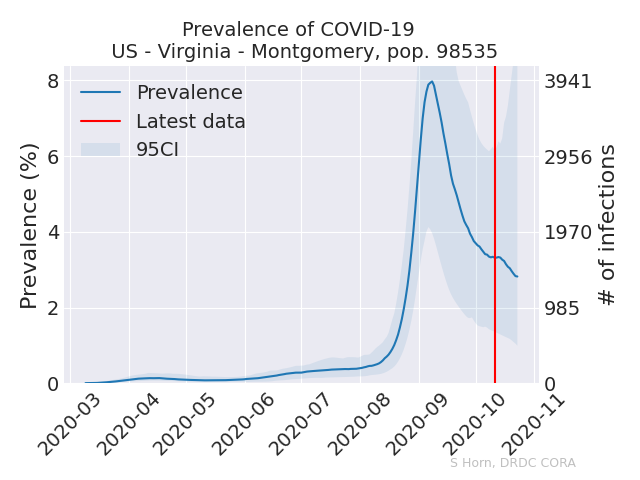 Prevalence of COVID-19
US - Virginia - Montgomery, pop. 98535
Prevalence
Latest data
95CI
Prevalence (%)
8
6
4
2
0
3941
2956
1970
985
0
# of infections
2020-03
2020-04
2020-05
2020-06
2020-07
2020-08
2020-09
2020-10
2020-11
S Horn, DRDC CORA